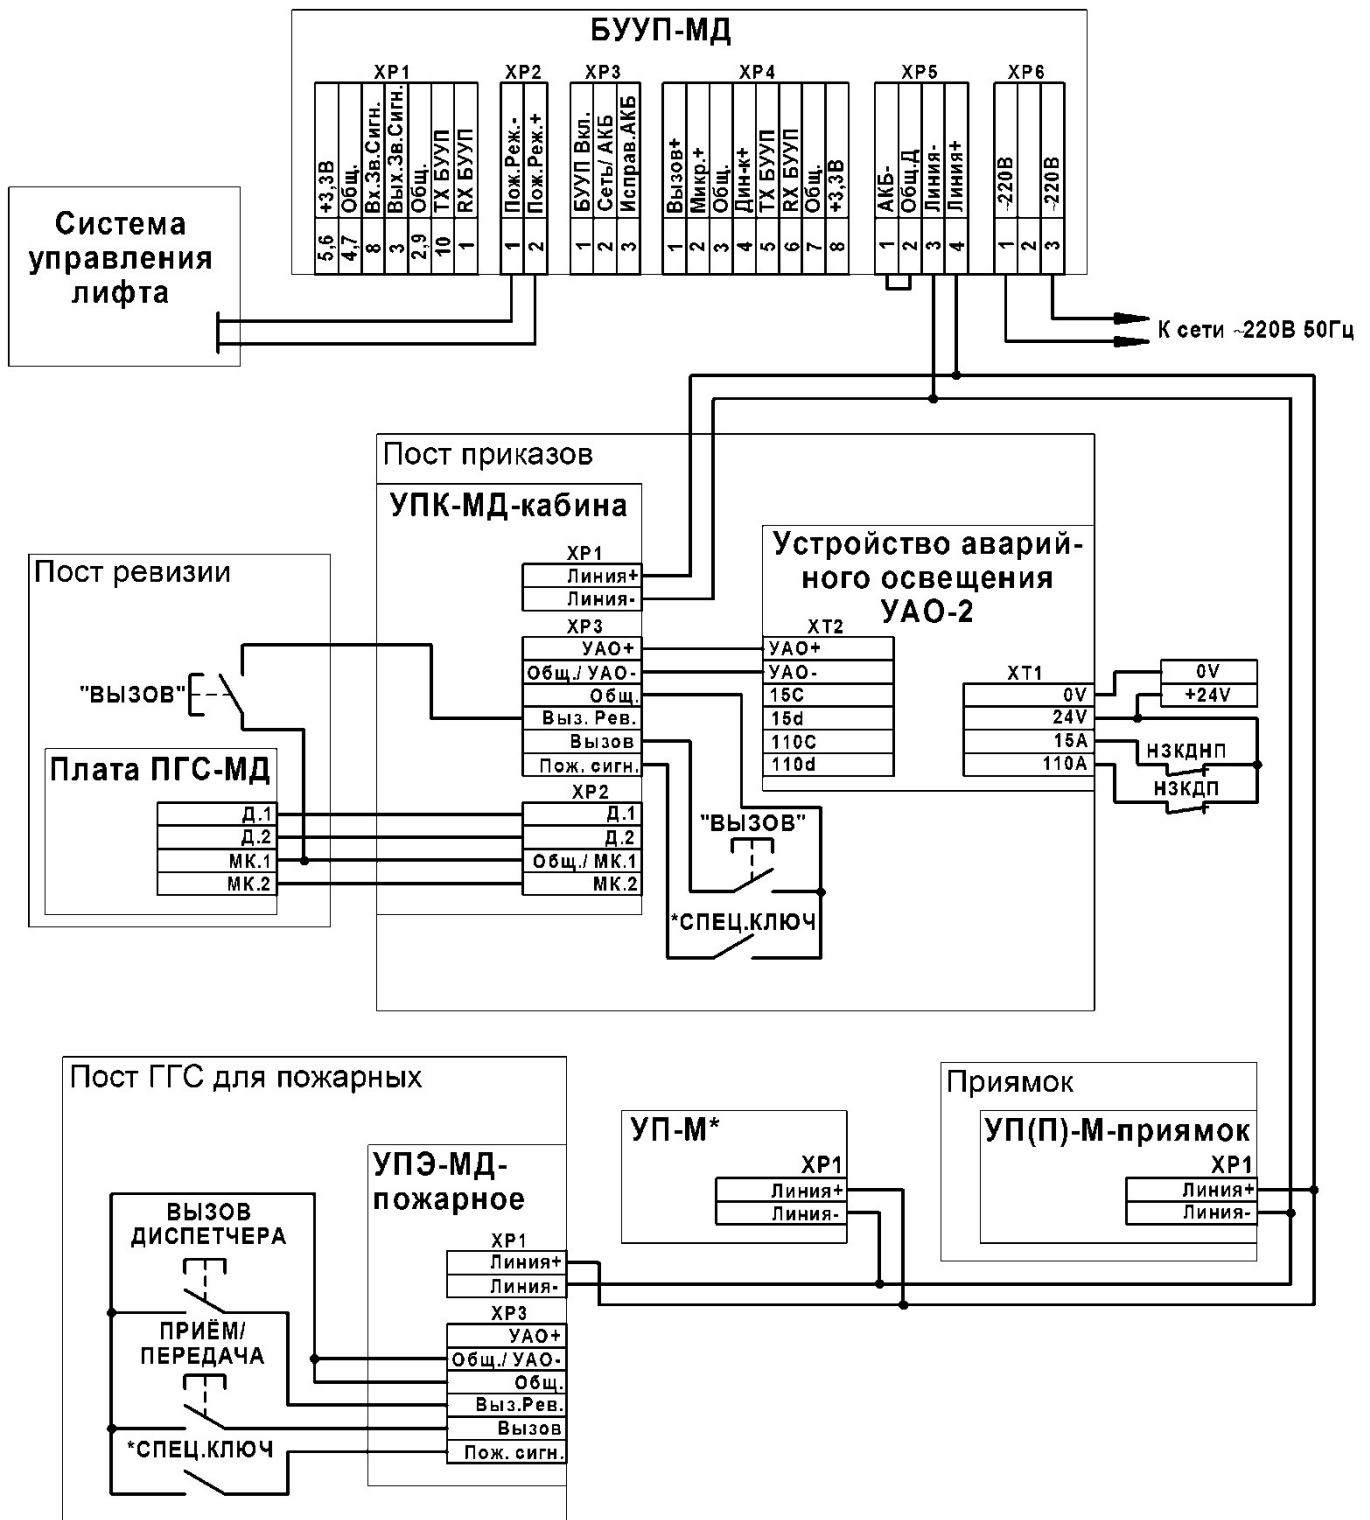 БУУП-МД
XP1
XP2
XP3
XP4
XP5
XP6
5,6 +3,3В
4,7 Общ.
8 Вх.Зв.Сигн.
3 Вых.Зв.Сигн.
2,9 Общ.
10 TX БУУП
1 RX БУУП
1 Пож.Реж.-
2 Пож.Реж.+
1 БУУП Вкл.
2 Сеть/ АКБ
3 Исправ.АКБ
1 Вызов+
2 Микр.+
3 Общ.
4 Дин-к+
5 TX БУУП
6 RX БУУП
7 Общ.
8 +3,3В
1 АКБ-
2 Общ.Д
3 Линия-
4 Линия+
1 ~220В
2
3 ~220В
Система
управления
лифта
К сети ~220В 50Гц
Пост приказов
УПК-МД-кабина
XP1
Линия+
Линия-
XP3
УАО+
Общ./ УАО-
Общ.
Выз. Рев.
Вызов
Пож. сигн.
XP2
Д.1
Д.2
Общ./ МК.1
МК.2
Пост ревизии
"ВЫЗОВ"
Плата ПГС-МД
Д.1
Д.2
МК.1
МК.2
Устройство аварий-
ного освещения
УАО-2
XT2
УАО+
УАО-
15C
15d
110C
110d
XT1
0V
24V
15A
110A
0V
+24V
НЗКДНП
НЗКДП
"ВЫЗОВ"
*СПЕЦ.КЛЮЧ
Пост ГГС для пожарных
УПЭ-МД-
пожарное
XP1
Линия+
Линия-
XP3
УАО+
Общ./ УАО-
Общ.
Выз.Рев.
Вызов
Пож. сигн.
ВЫЗОВ
ДИСПЕТЧЕРА
ПРИЁМ/
ПЕРЕДАЧА
*СПЕЦ.КЛЮЧ
УП-М*
XP1
Линия+
Линия-
Приямок
УП(П)-М-приямок
XP1
Линия+
Линия-